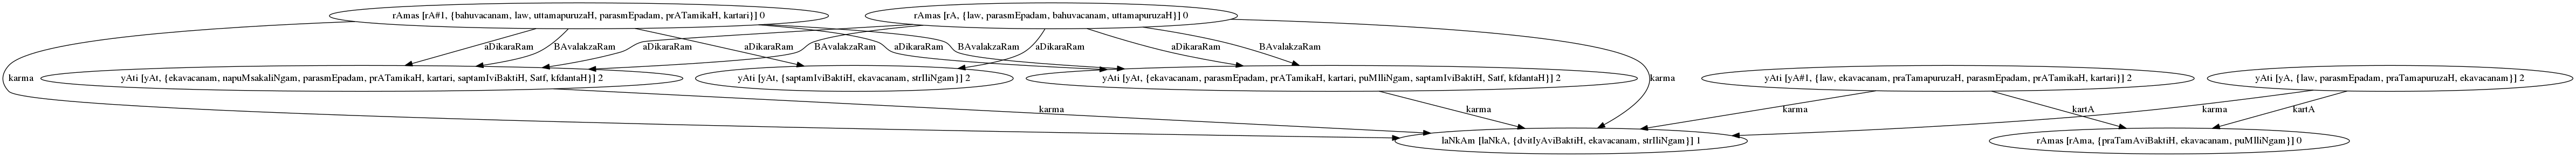 rAmas [rA#1, {bahuvacanam, law, uttamapuruzaH, parasmEpadam, prATamikaH, kartari}] 0
rAmas [rA, {law, parasmEpadam, bahuvacanam, uttamapuruzaH}] 0
aDikaraRam
BAvalakzaRam
aDikaraRam
aDikaraRam
BAvalakzaRam
aDikaraRam
BAvalakzaRam
aDikaraRam
aDikaraRam
BAvalakzaRam
karma
yAti [yAt, {ekavacanam, napuMsakaliNgam, parasmEpadam, prATamikaH, kartari, saptamIviBaktiH, Satf, kfdantaH}] 2
yAti [yAt, {saptamIviBaktiH, ekavacanam, strIliNgam}] 2
yAti [yAt, {ekavacanam, parasmEpadam, prATamikaH, kartari, puMlliNgam, saptamIviBaktiH, Satf, kfdantaH}] 2
karma
yAti [yA#1, {law, ekavacanam, praTamapuruzaH, parasmEpadam, prATamikaH, kartari}] 2
yAti [yA, {law, parasmEpadam, praTamapuruzaH, ekavacanam}] 2
karma
karma
karma
kartA
karma
kartA
laNkAm [laNkA, {dvitIyAviBaktiH, ekavacanam, strIliNgam}] 1
rAmas [rAma, {praTamAviBaktiH, ekavacanam, puMlliNgam}] 0